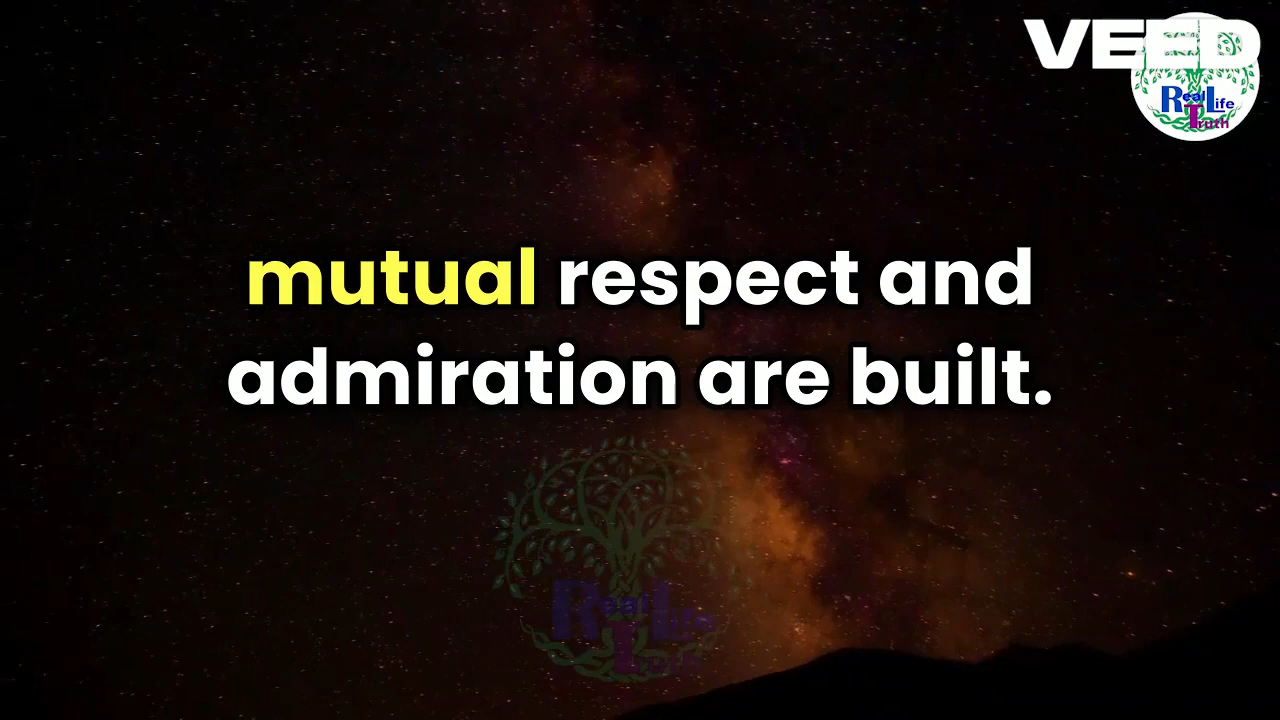 VEED
Real Life
Truth
mutual respect and
admiration are built.
Real Life
Truth